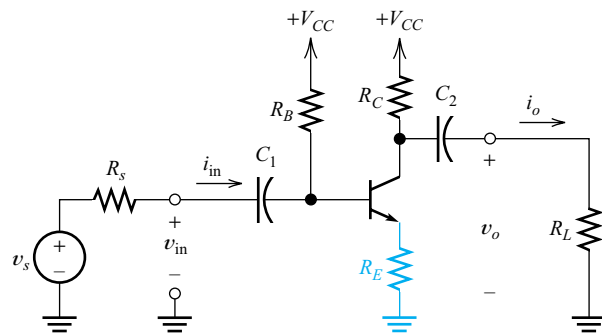 +V_CC
+V_CC
R_B
R_C
C_2
i_o
R_s
i_in
C_1
+
+
+
v_s
v_in
v_o
R_L
−
−
R_E
−